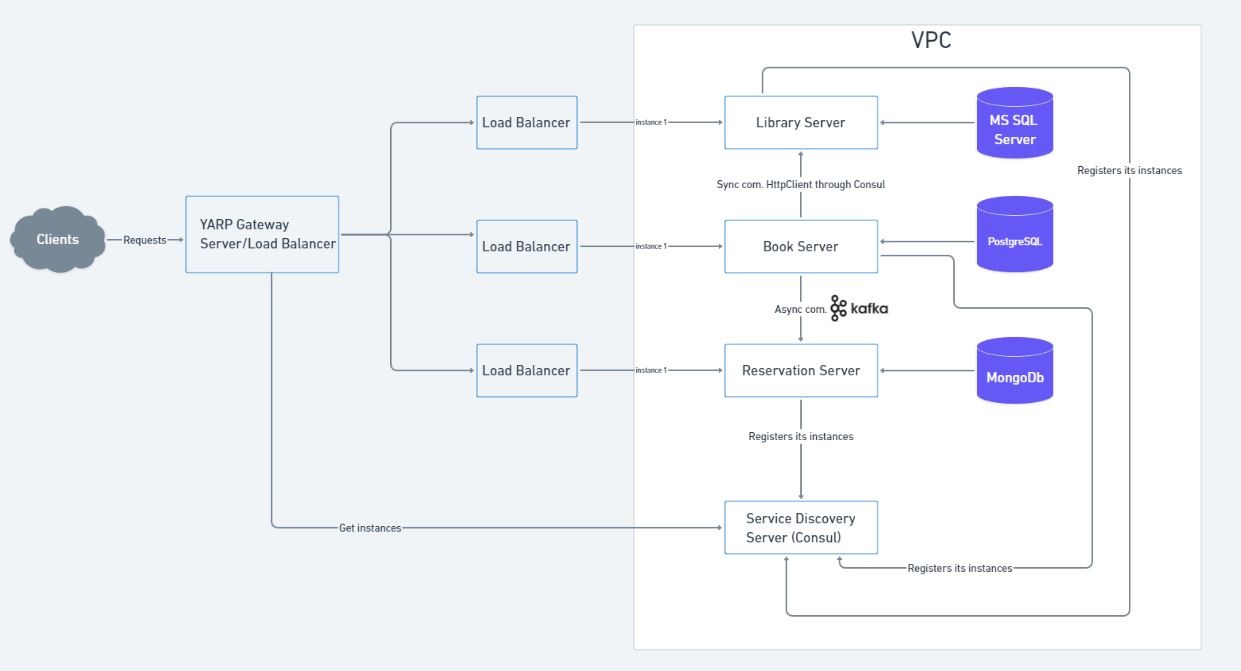 VPC
Load Balancer
instance 1
Library Server
MS SQL
Server
Registers its instances
Sync com. HttpClient through Consul
Clients
Requests
YARP Gateway
Server/Load Balancer
Load Balancer
instance 1
Book Server
PostgreSQL
Async com.
kafka
Load Balancer
instance 1
Reservation Server
MongoDb
Registers its instances
Get instances
Service Discovery
Server (Consul)
Registers its instances